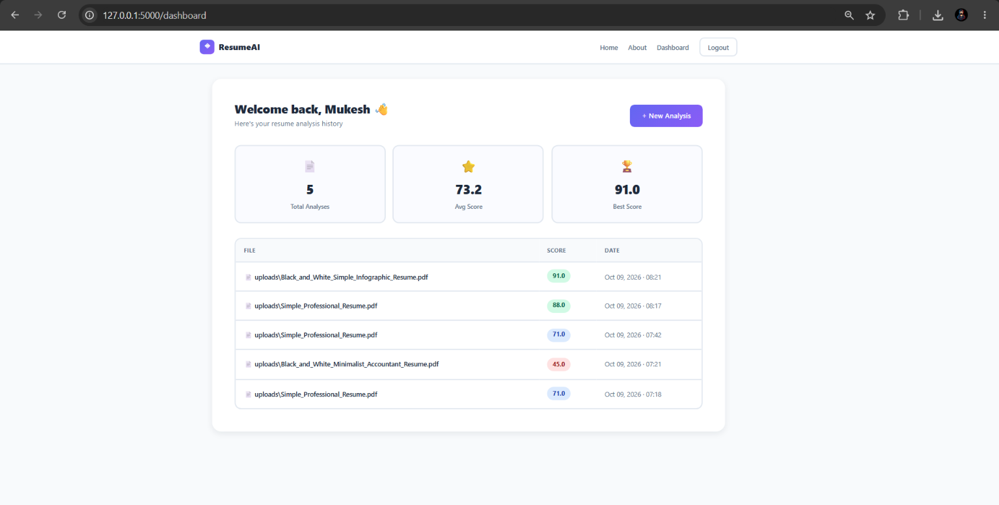 127.0.0.1:5000/dashboard
ResumeAI
Home About Dashboard Logout
Welcome back, Mukesh 👋
Here's your resume analysis history
+ New Analysis
5
Total Analyses
73.2
Avg Score
91.0
Best Score
FILE SCORE DATE
uploads\Black_and_White_Simple_Infographic_Resume.pdf 91.0 Oct 09, 2026 · 08:21
uploads\Simple_Professional_Resume.pdf 88.0 Oct 09, 2026 · 08:17
uploads\Simple_Professional_Resume.pdf 71.0 Oct 09, 2026 · 07:42
uploads\Black_and_White_Minimalist_Accountant_Resume.pdf 45.0 Oct 09, 2026 · 07:21
uploads\Simple_Professional_Resume.pdf 71.0 Oct 09, 2026 · 07:18